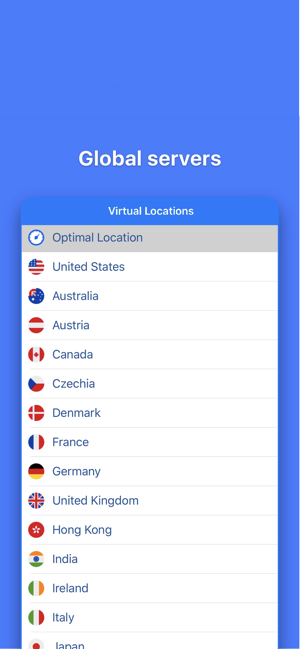 Global servers
Virtual Locations
Optimal Location
United States
Australia
Austria
Canada
Czechia
Denmark
France
Germany
United Kingdom
Hong Kong
India
Ireland
Italy
Japan